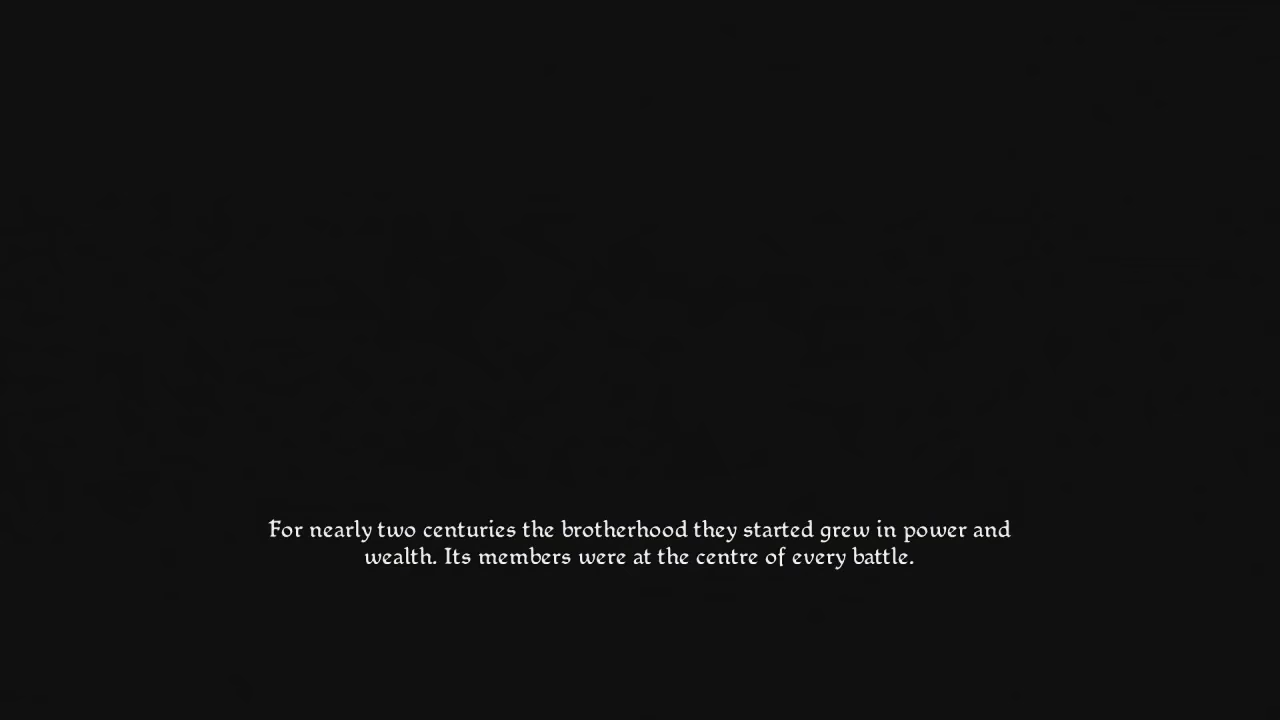 For nearly two centuries the brotherhood they started grew in power and
wealth. Its members were at the centre of every battle.